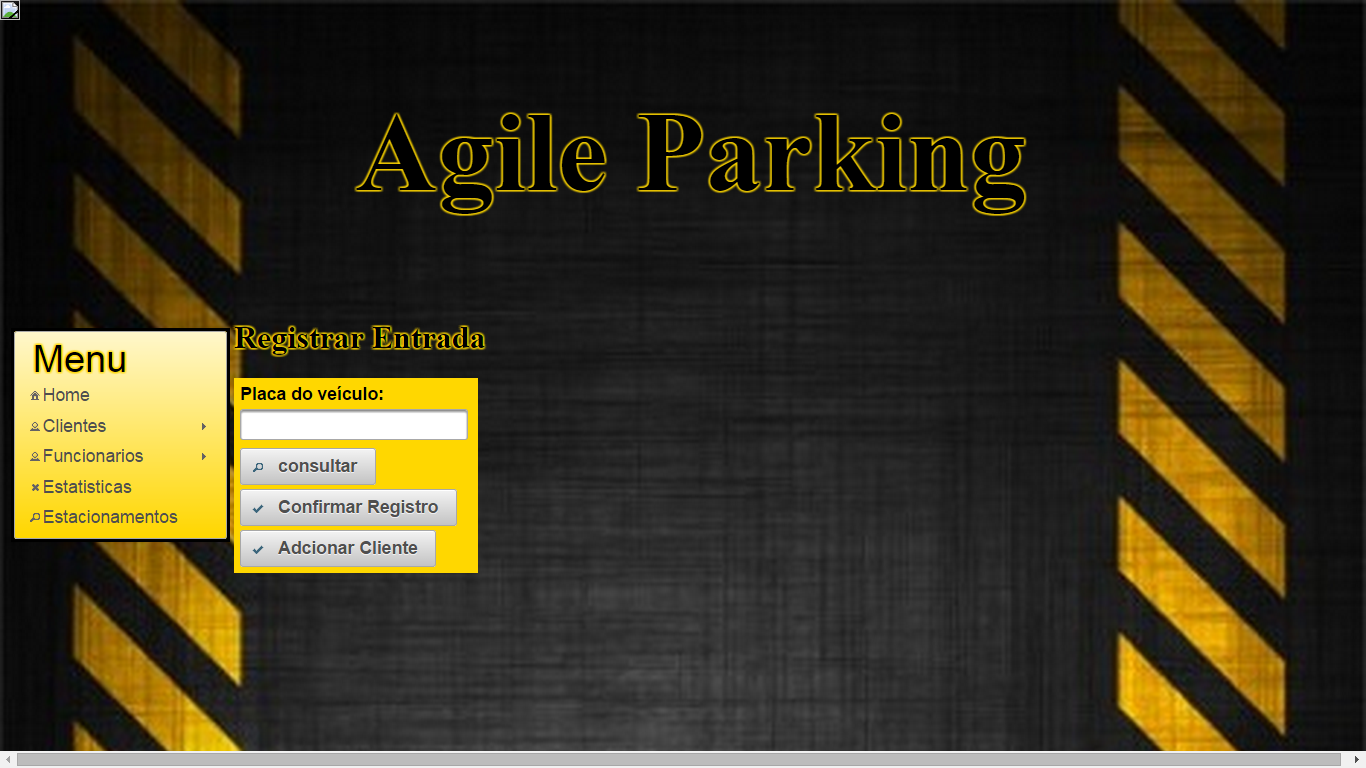 Agile Parking
Registrar Entrada
Menu
Home
Clientes
Funcionarios
Estatisticas
Estacionamentos
Placa do veículo:
consultar
Confirmar Registro
Adcionar Cliente